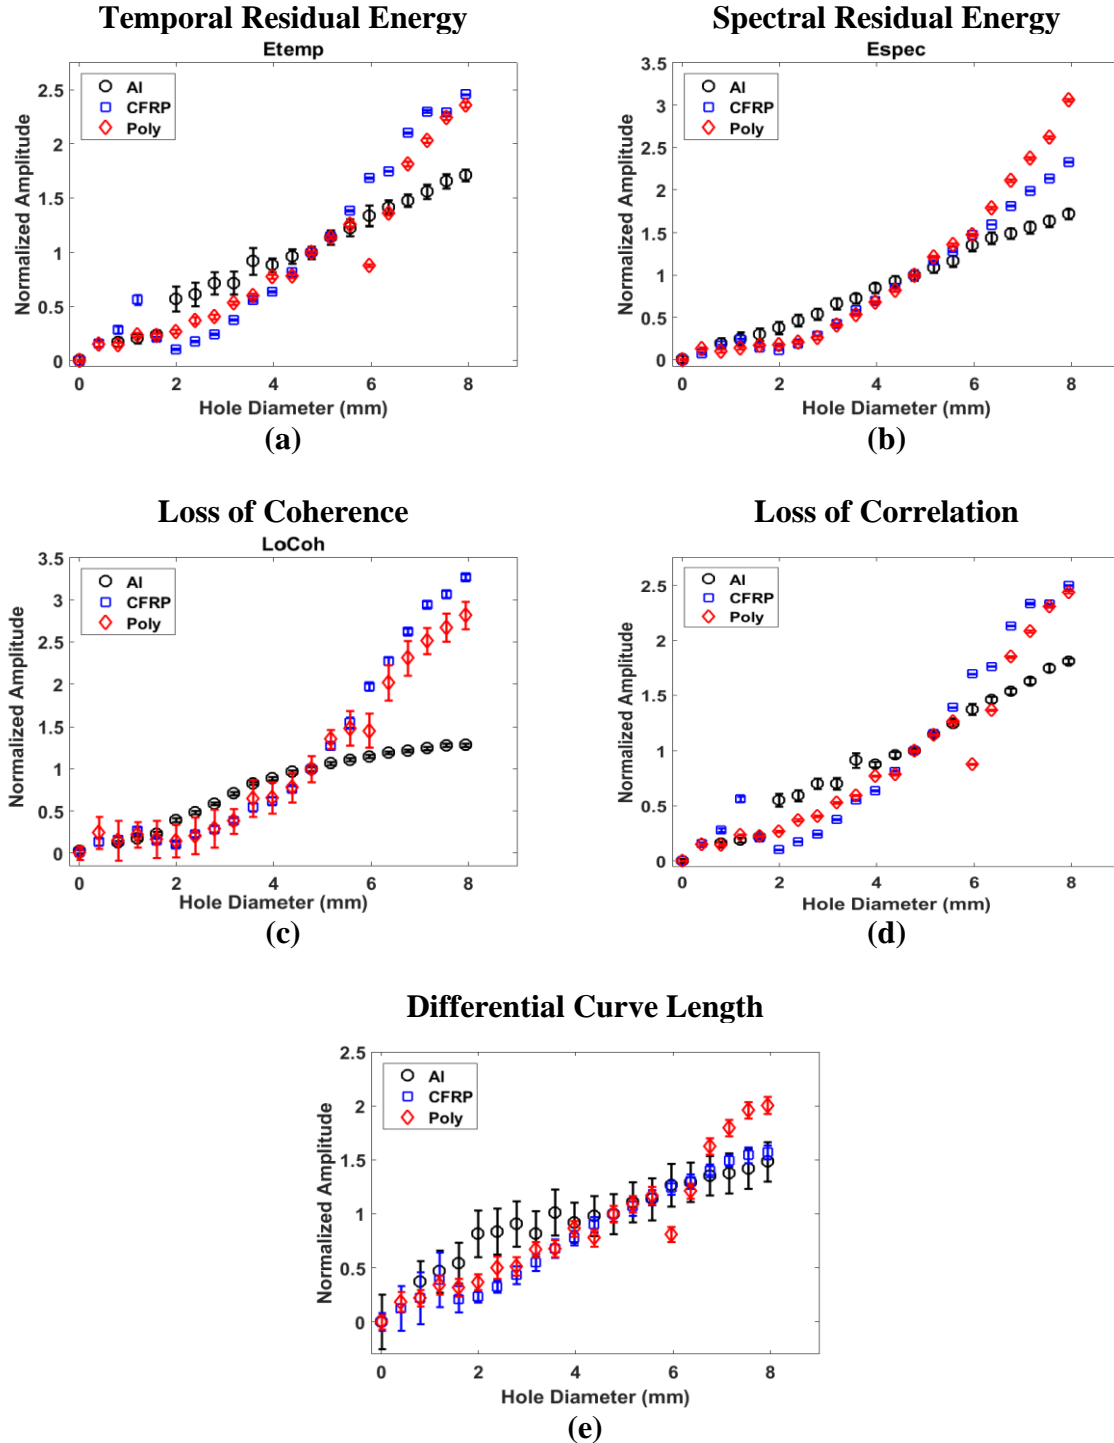 Temporal Residual Energy
Etemp
Al
CFRP
Poly
Normalized Amplitude
2.5
2
1.5
1
0.5
0
0 2 4 6 8
Hole Diameter (mm)
(a)
Spectral Residual Energy
Espec
Al
CFRP
Poly
Normalized Amplitude
3.5
3
2.5
2
1.5
1
0.5
0
0 2 4 6 8
Hole Diameter (mm)
(b)
Loss of Coherence
LoCoh
Al
CFRP
Poly
Normalized Amplitude
3.5
3
2.5
2
1.5
1
0.5
0
0 2 4 6 8
Hole Diameter (mm)
(c)
Loss of Correlation
Al
CFRP
Poly
Normalized Amplitude
2.5
2
1.5
1
0.5
0
0 2 4 6 8
Hole Diameter (mm)
(d)
Differential Curve Length
Al
CFRP
Poly
Normalized Amplitude
2.5
2
1.5
1
0.5
0
0 2 4 6 8
Hole Diameter (mm)
(e)